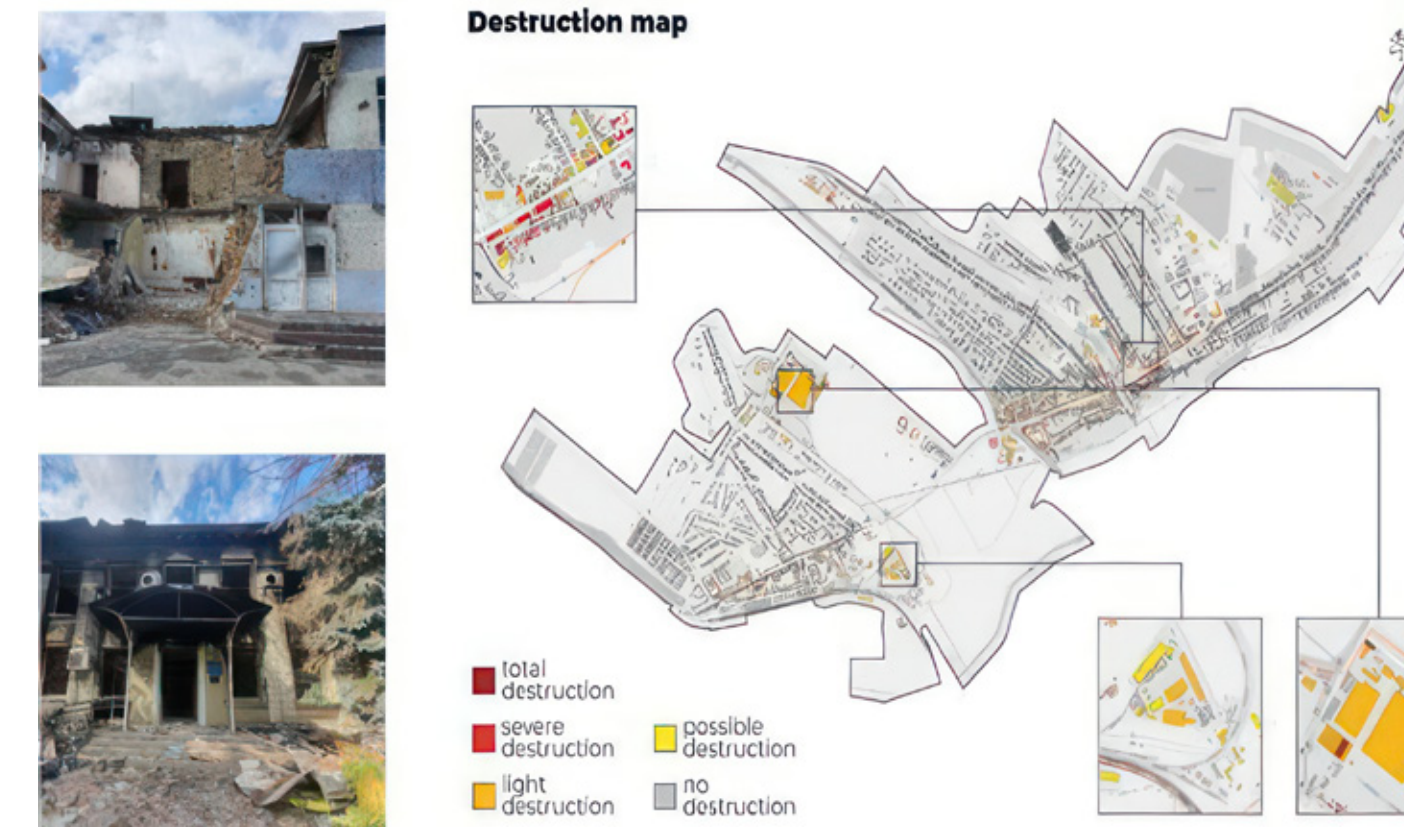 Destruction map
total
destruction
severe
destruction
light
destruction
possible
destruction
no
destruction